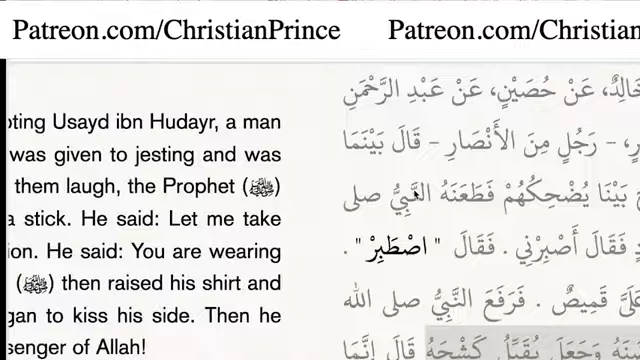 Patreon.com/ChristianPrince Patreon.com/Christian
oting Usayd ibn Hudayr, a man
was given to jesting and was
them laugh, the Prophet (ﷺ)
a stick. He said: Let me take
ion. He said: You are wearing
(ﷺ) then raised his shirt and
gan to kiss his side. Then he
senger of Allah!
خَالِدٌ، عَنْ حُصَيْنٍ، عَنْ عَبْدِ الرَّحْمَنِ
رٍ، - رَجُلٍ مِنَ الأَنْصَارِ - قَالَ بَيْنَمَا
بَيْنَا يُضْحِكُهُمْ فَطَعَنَهُ النَّبِيُّ صلى
فَقَالَ أَصْبِرْنِي . فَقَالَ " اصْطَبِرْ " .
عَلَىَّ قَمِيصٌ . فَرَفَعَ النَّبِيُّ صلى الله
وَجَعَلَ يُقَبِّلُ كَشْحَهُ قَالَ إِنَّمَا